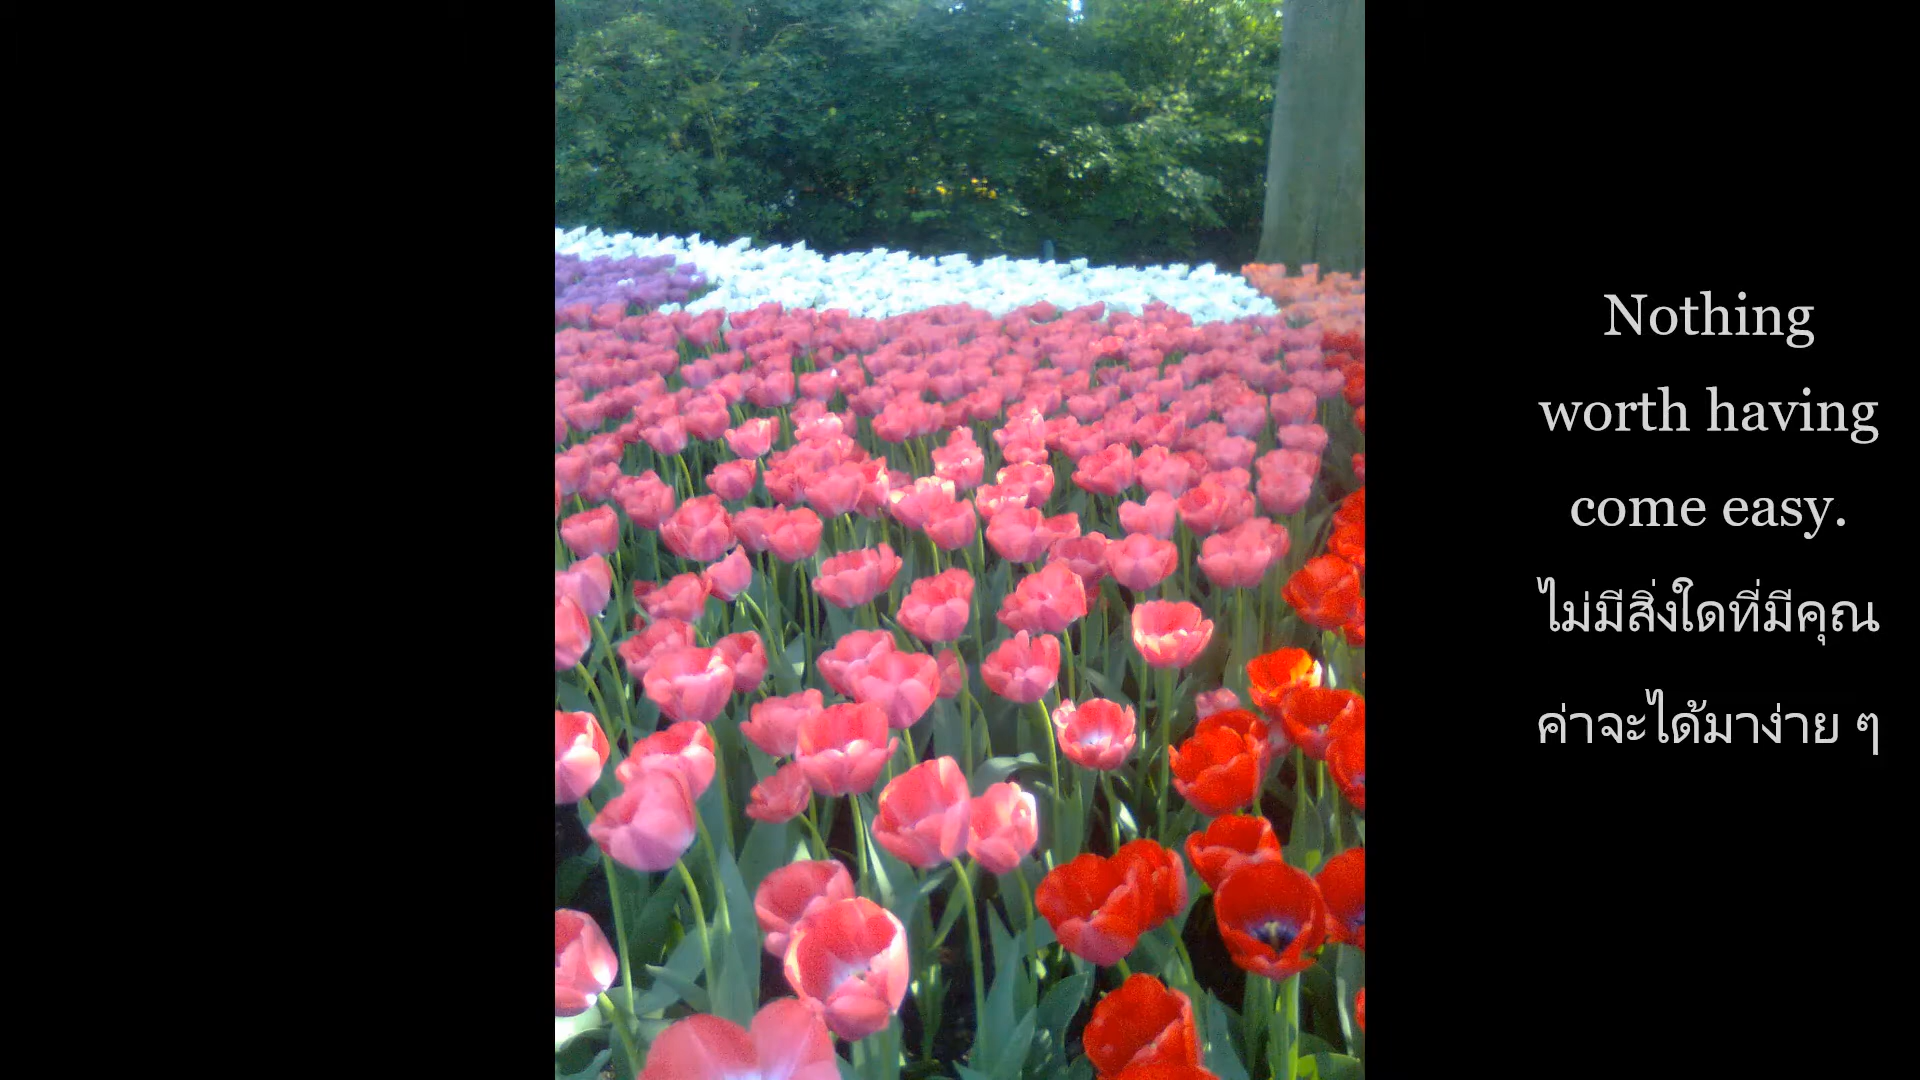 Nothing
worth having
come easy.
ไม่มีสิ่งใดที่มีคุณ
ค่าจะได้มาง่าย ๆ